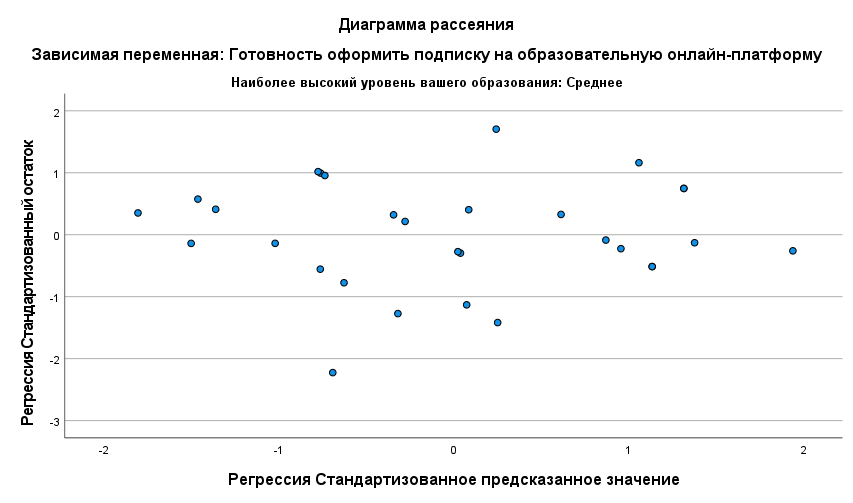 Диаграмма рассеяния
Зависимая переменная: Готовность оформить подписку на образовательную онлайн-платформу
Наиболее высокий уровень вашего образования: Среднее
Регрессия Стандартизованный остаток
2
1
0
-1
-2
-3
-2
-1
0
1
2
Регрессия Стандартизованное предсказанное значение